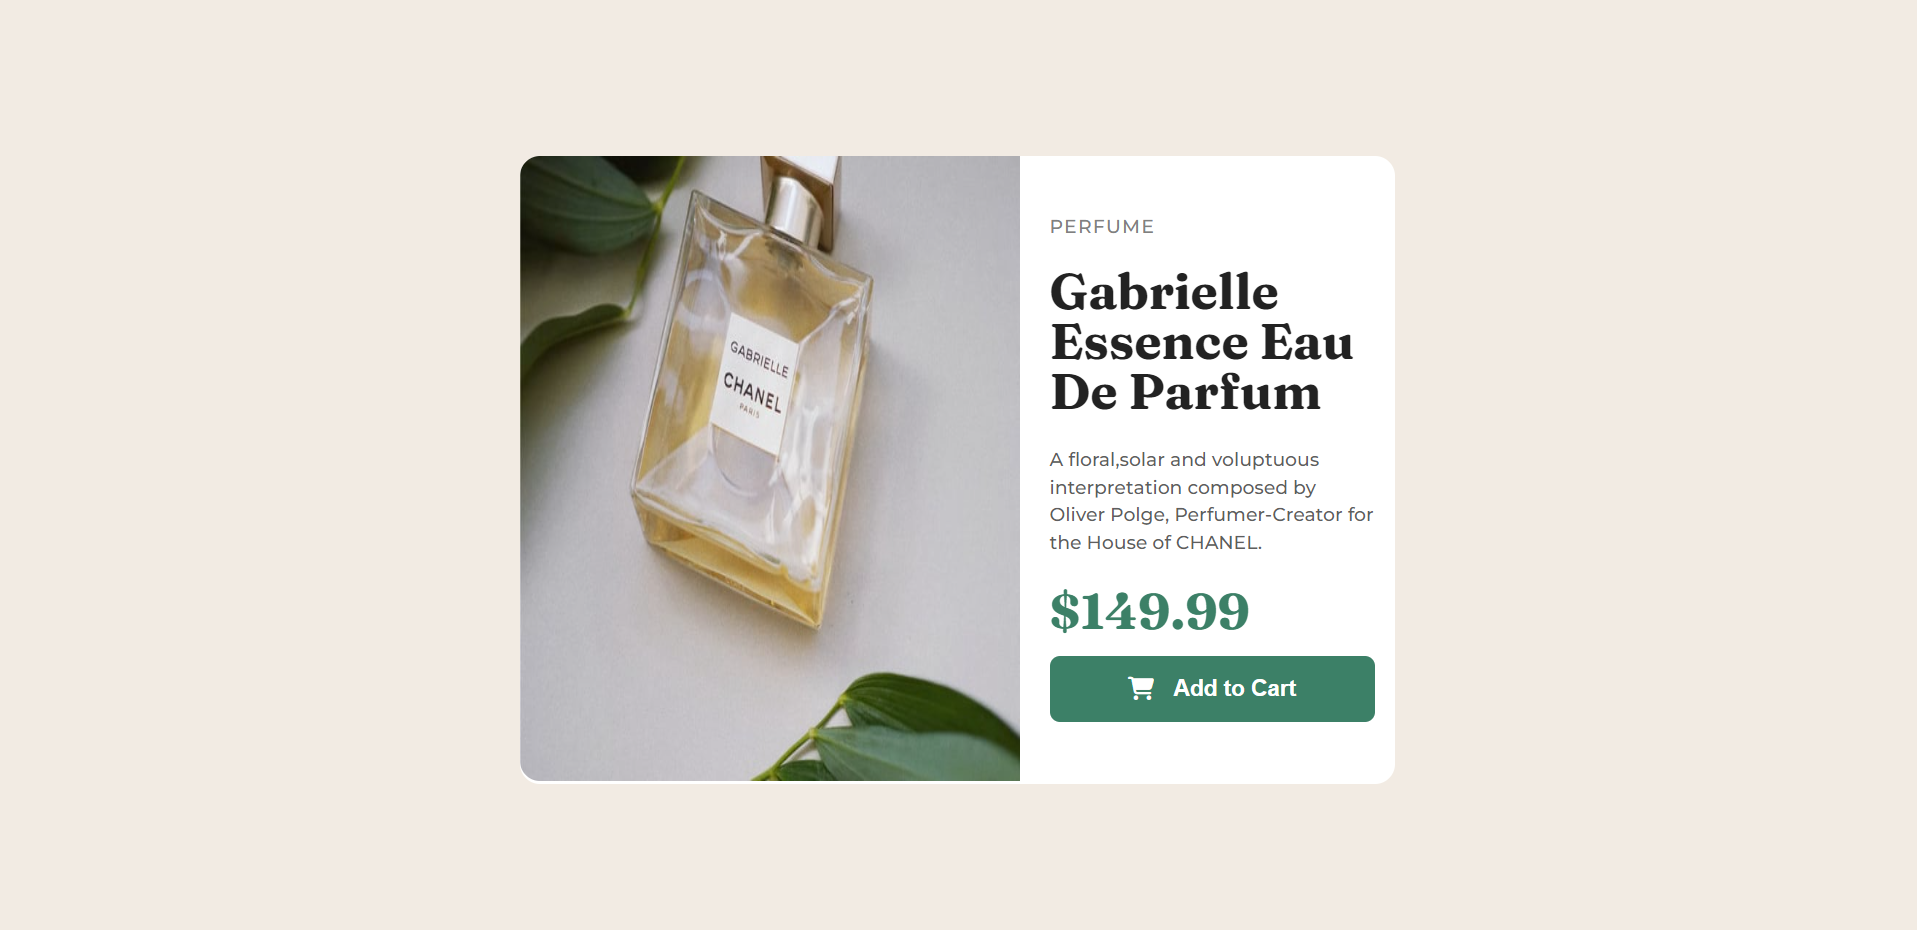 GABRIELLE
CHANEL
PARIS
PERFUME
Gabrielle
Essence Eau
De Parfum
A floral,solar and voluptuous
interpretation composed by
Oliver Polge, Perfumer-Creator for
the House of CHANEL.
$149.99
Add to Cart